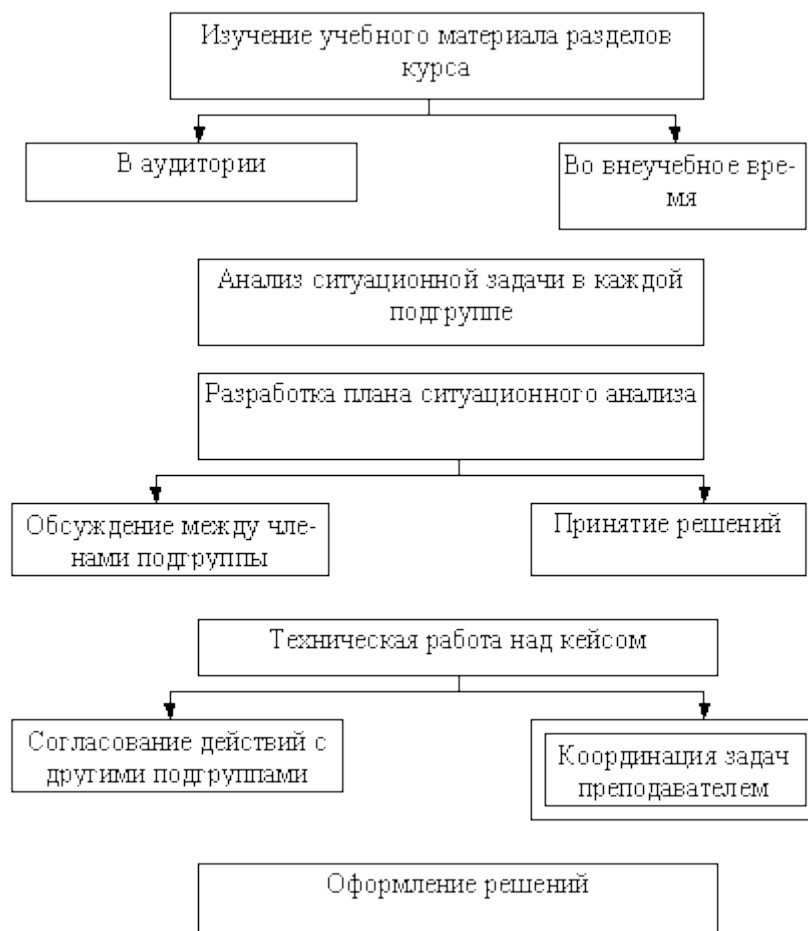 Изучение учебного материала разделов
курса
В аудитории
Во внеучебное вре-
мя
Анализ ситуационной задачи в каждой
подгруппе
Разработка плана ситуационного анализа
Обсуждение между чле-
нами подгруппы
Принятие решений
Техническая работа над кейсом
Согласование действий с
другими подгруппами
Координация задач
преподавателем
Оформление решений